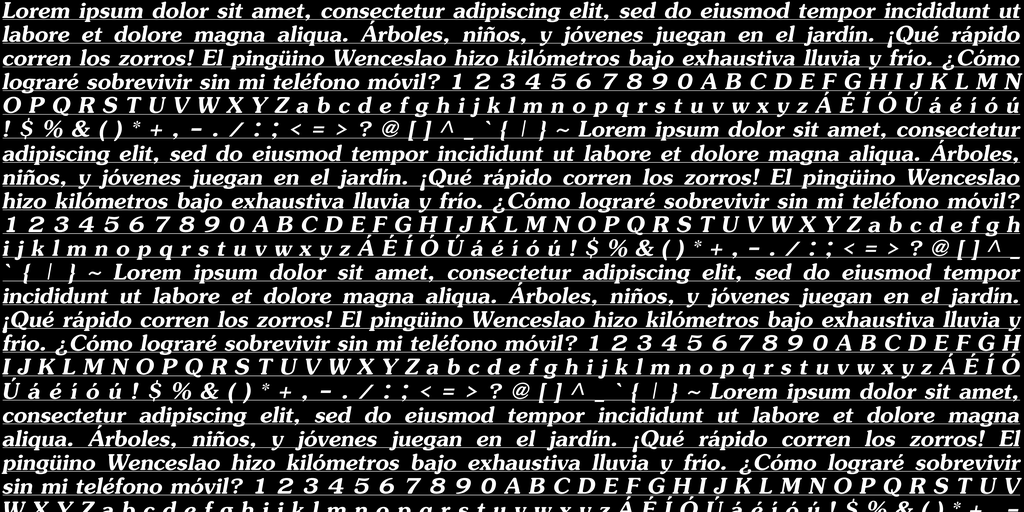 Lorem ipsum dolor sit amet, consectetur adipiscing elit, sed do eiusmod tempor incididunt ut
labore et dolore magna aliqua. Árboles, niños, y jóvenes juegan en el jardín. ¡Qué rápido
corren los zorros! El pingüino Wenceslao hizo kilómetros bajo exhaustiva lluvia y frío. ¿Cómo
lograré sobrevivir sin mi teléfono móvil? 1 2 3 4 5 6 7 8 9 0 A B C D E F G H I J K L M N
O P Q R S T U V W X Y Z a b c d e f g h i j k l m n o p q r s t u v w x y z Á É Í Ó Ú á é í ó ú
! $ % & ( ) * + , - . / : ; < = > ? @ [ ] ^ _ ` { | } ~ Lorem ipsum dolor sit amet, consectetur
adipiscing elit, sed do eiusmod tempor incididunt ut labore et dolore magna aliqua. Árboles,
niños, y jóvenes juegan en el jardín. ¡Qué rápido corren los zorros! El pingüino Wenceslao
hizo kilómetros bajo exhaustiva lluvia y frío. ¿Cómo lograré sobrevivir sin mi teléfono móvil?
1 2 3 4 5 6 7 8 9 0 A B C D E F G H I J K L M N O P Q R S T U V W X Y Z a b c d e f g h
i j k l m n o p q r s t u v w x y z Á É Í Ó Ú á é í ó ú ! $ % & ( ) * + , - . / : ; < = > ? @ [ ] ^ _
` { | } ~ Lorem ipsum dolor sit amet, consectetur adipiscing elit, sed do eiusmod tempor
incididunt ut labore et dolore magna aliqua. Árboles, niños, y jóvenes juegan en el jardín.
¡Qué rápido corren los zorros! El pingüino Wenceslao hizo kilómetros bajo exhaustiva lluvia y
frío. ¿Cómo lograré sobrevivir sin mi teléfono móvil? 1 2 3 4 5 6 7 8 9 0 A B C D E F G H
I J K L M N O P Q R S T U V W X Y Z a b c d e f g h i j k l m n o p q r s t u v w x y z Á É Í Ó
Ú á é í ó ú ! $ % & ( ) * + , - . / : ; < = > ? @ [ ] ^ _ ` { | } ~ Lorem ipsum dolor sit amet,
consectetur adipiscing elit, sed do eiusmod tempor incididunt ut labore et dolore magna
aliqua. Árboles, niños, y jóvenes juegan en el jardín. ¡Qué rápido corren los zorros! El
pingüino Wenceslao hizo kilómetros bajo exhaustiva lluvia y frío. ¿Cómo lograré sobrevivir
sin mi teléfono móvil? 1 2 3 4 5 6 7 8 9 0 A B C D E F G H I J K L M N O P Q R S T U V
W X Y Z a b c d e f g h i j k l m n o p q r s t u v w x y z Á É Í Ó Ú á é í ó ú ! $ % & ( ) * + , -